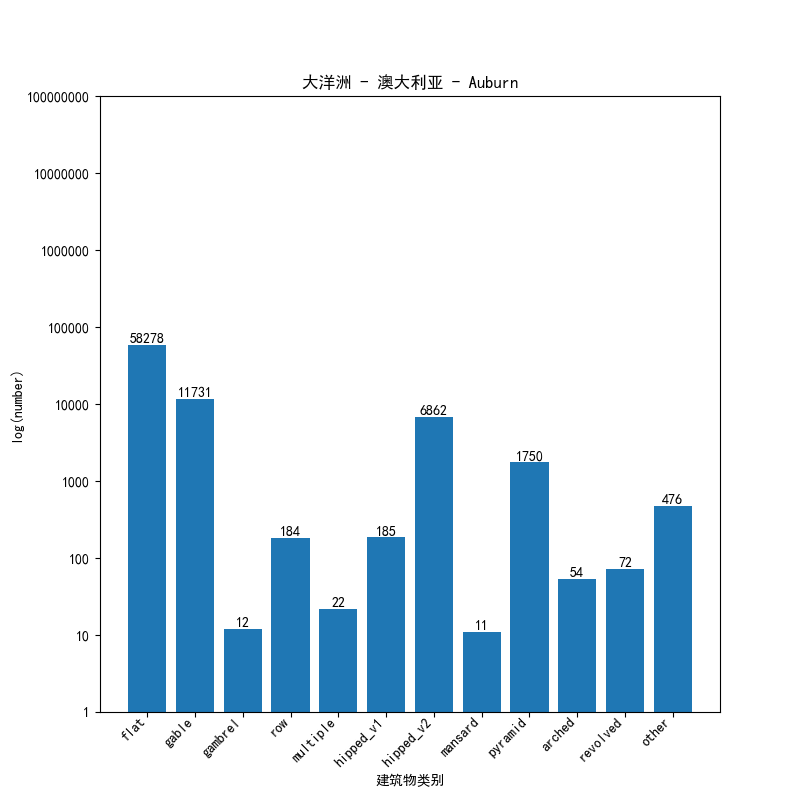 大洋洲 - 澳大利亚 - Auburn
100000000
10000000
1000000
100000
10000
1000
100
10
1
log(number)
58278
11731
12
184
22
185
6862
11
1750
54
72
476
flat
gable
gambrel
row
multiple
hipped_v1
hipped_v2
mansard
pyramid
arched
revolved
other
建筑物类别